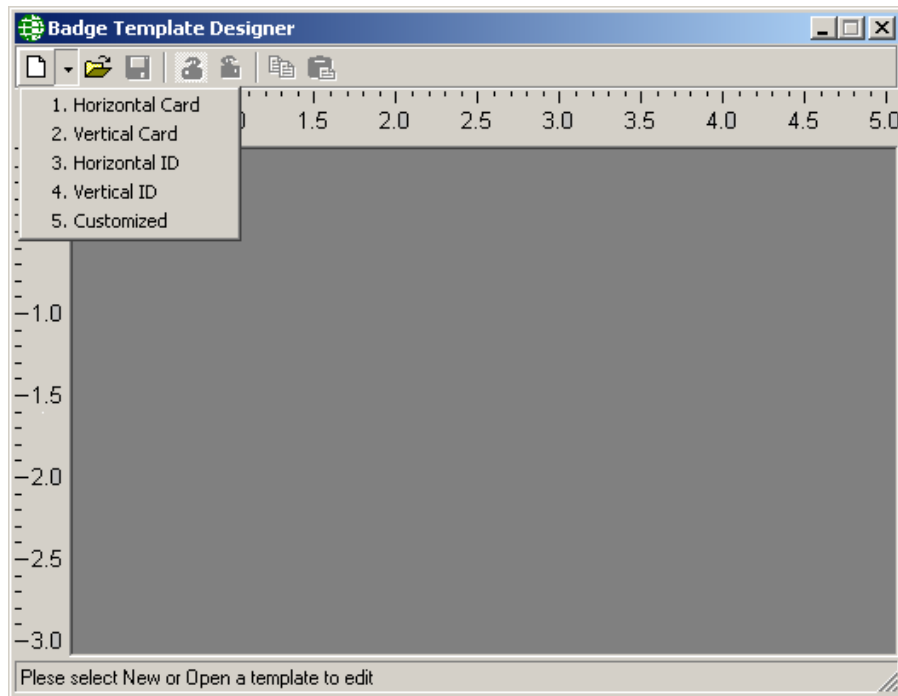 Badge Template Designer
1. Horizontal Card
2. Vertical Card
3. Horizontal ID
4. Vertical ID
5. Customized
1.5 2.0 2.5 3.0 3.5 4.0 4.5 5.0
1.0
1.5
2.0
2.5
3.0
Plese select New or Open a template to edit